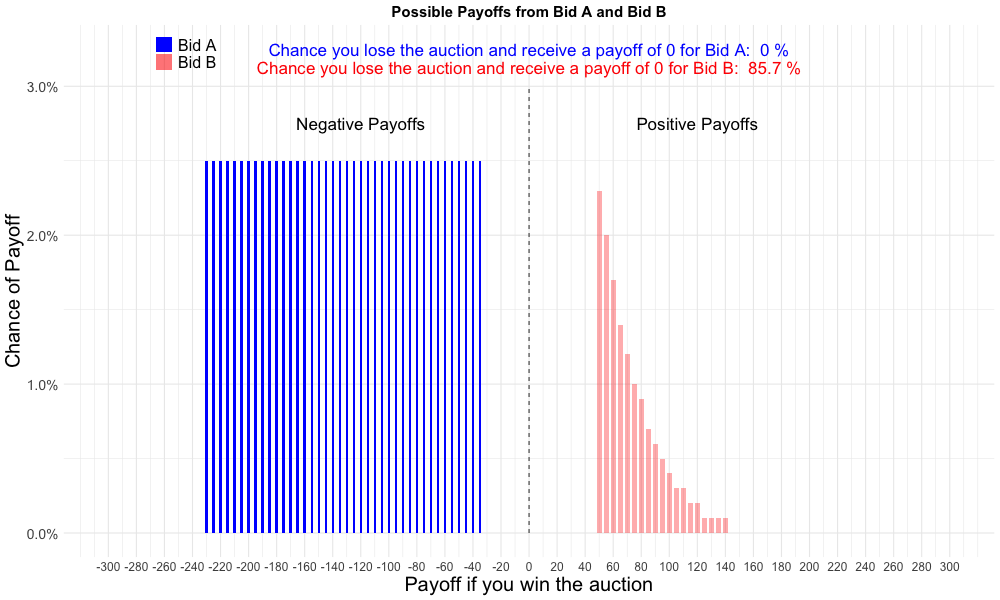 Possible Payoffs from Bid A and Bid B
Bid A
Bid B
Chance you lose the auction and receive a payoff of 0 for Bid A:  0 %
Chance you lose the auction and receive a payoff of 0 for Bid B:  85.7 %
Negative Payoffs
Positive Payoffs
Chance of Payoff
3.0%
2.0%
1.0%
0.0%
-300 -280 -260 -240 -220 -200 -180 -160 -140 -120 -100 -80 -60 -40 -20 0 20 40 60 80 100 120 140 160 180 200 220 240 260 280 300
Payoff if you win the auction